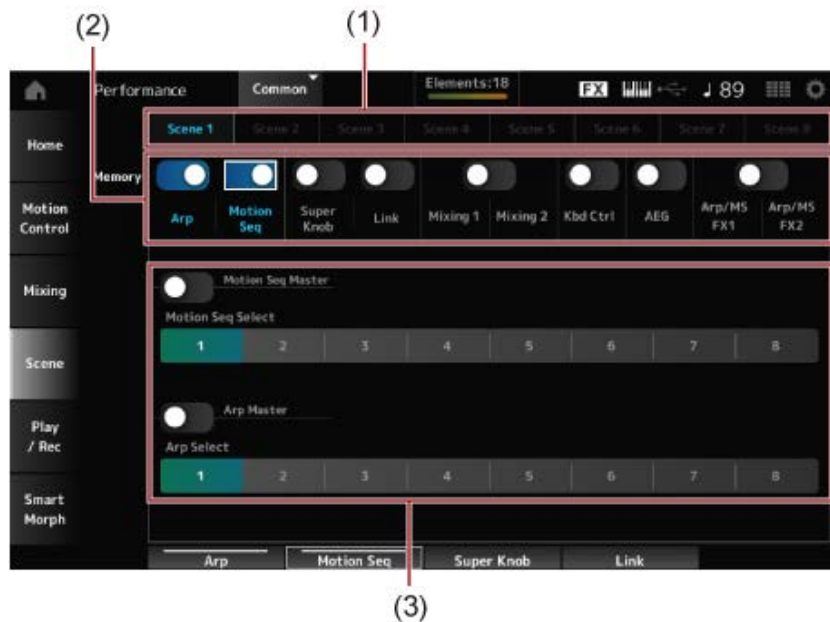 (2) (1)
Performance Common Elements:18 FX 89
Scene 1 Scene 2 Scene 3 Scene 4 Scene 5 Scene 6 Scene 7 Scene 8
Home
Memory
Arp Motion Seq Super Knob Link Mixing 1 Mixing 2 Kbd Ctrl AEG Arp/MS FX1 Arp/MS FX2
Motion Control
Motion Seq Master
Mixing
Motion Seq Select
1 2 3 4 5 6 7 8
Scene
Arp Master
Play / Rec
Arp Select
1 2 3 4 5 6 7 8
Smart Morph
Arp Motion Seq Super Knob Link
(3)